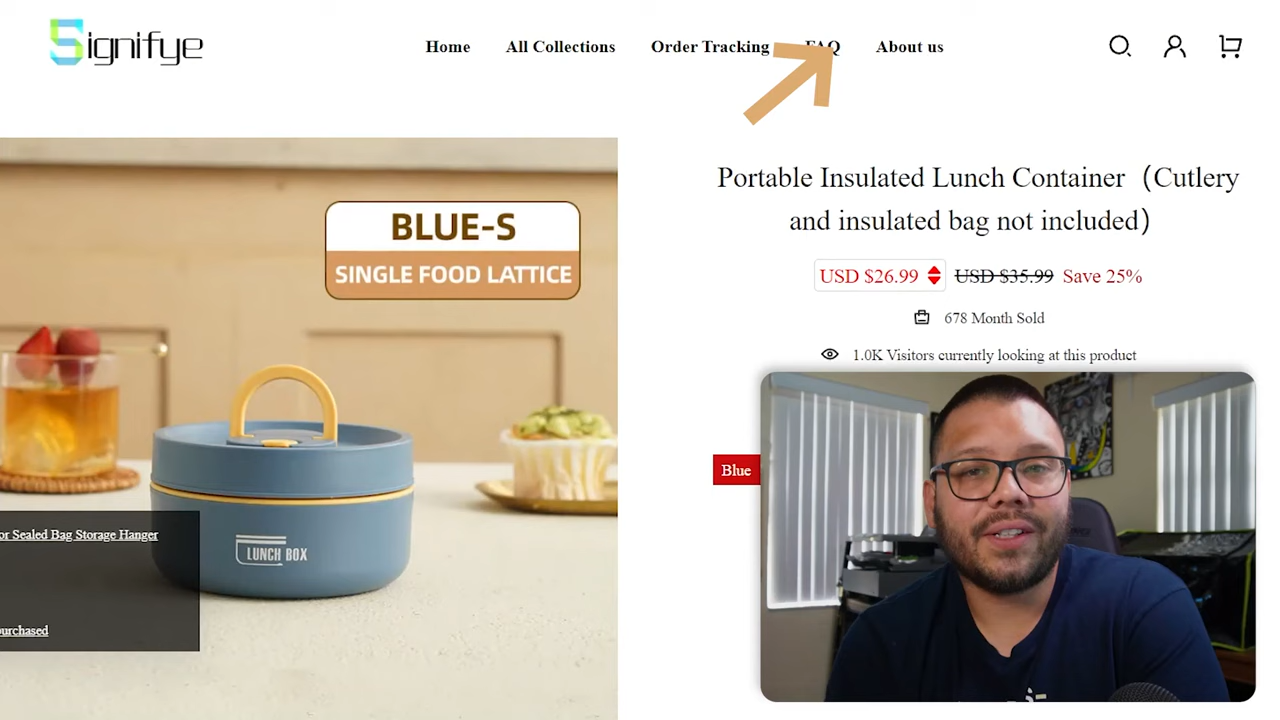 Signifye
Home
All Collections
Order Tracking
FAQ
About us
BLUE-S
SINGLE FOOD LATTICE
LUNCH BOX
or Sealed Bag Storage Hanger
Portable Insulated Lunch Container（Cutlery
and insulated bag not included）
USD $26.99 USD $35.99 Save 25%
678 Month Sold
1.0K Visitors currently looking at this product
Blue